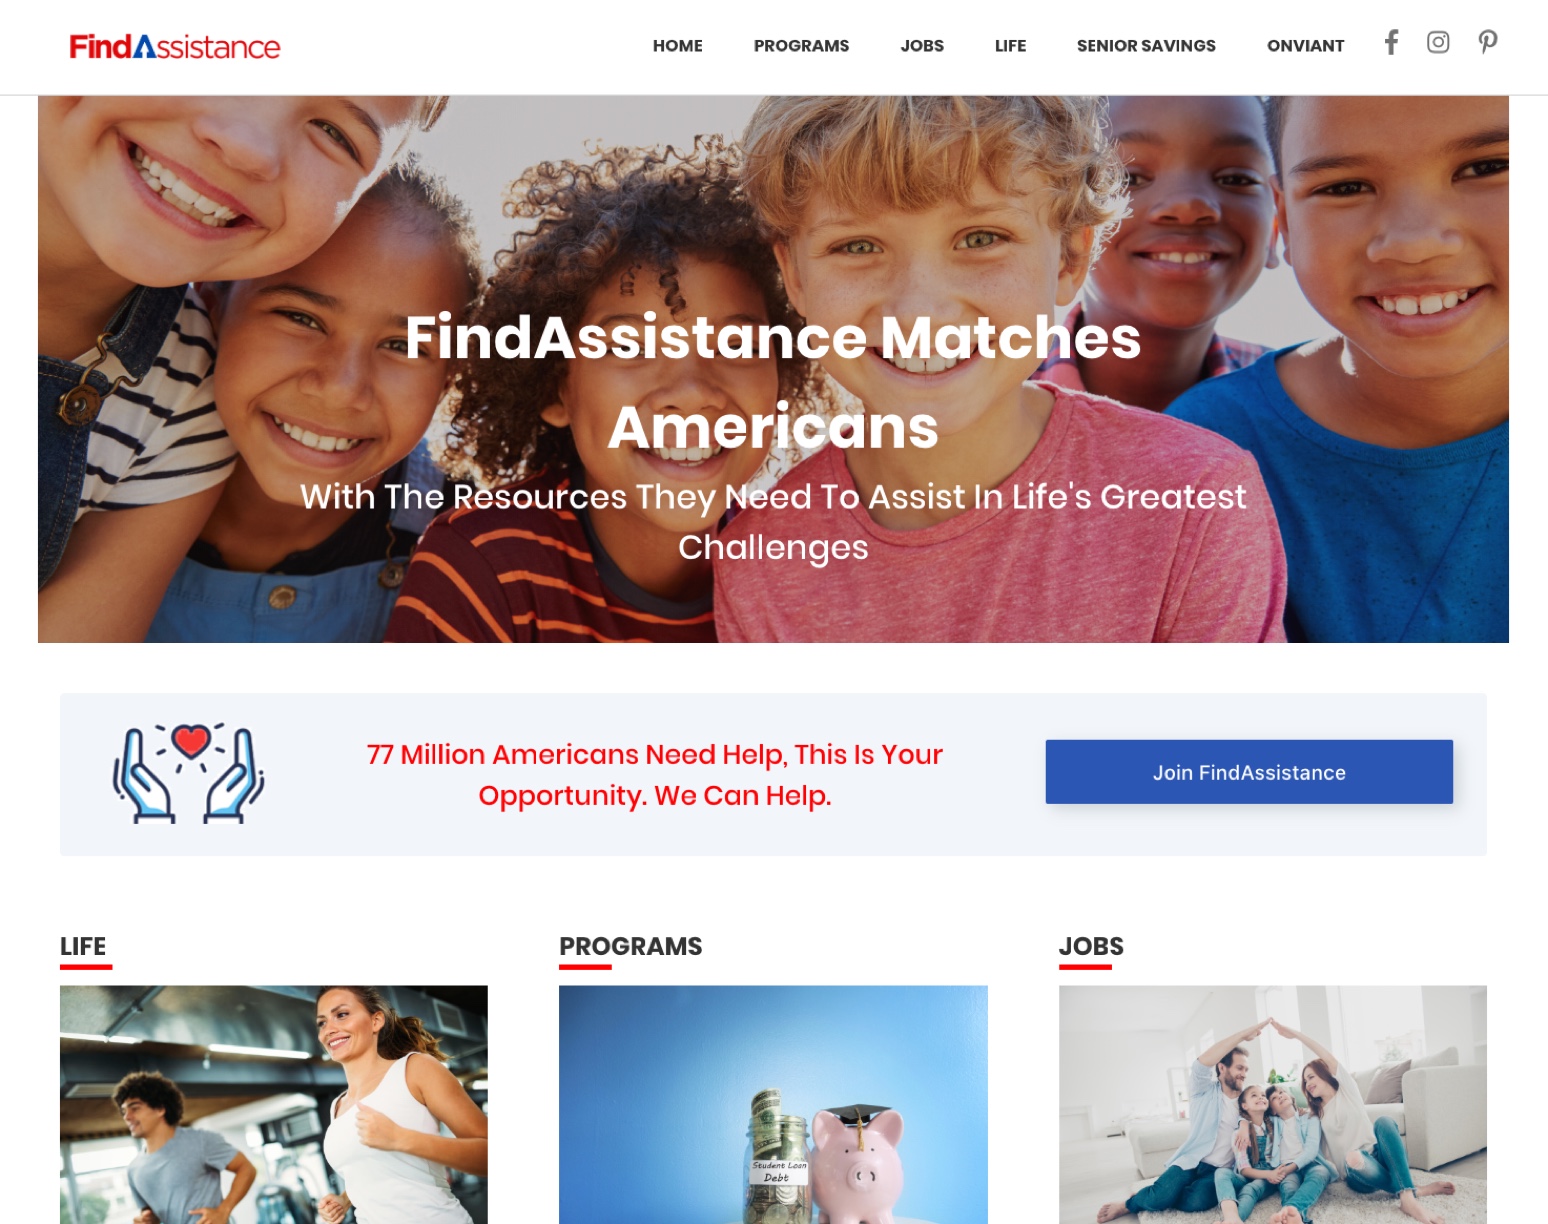 FindAssistance
HOME PROGRAMS JOBS LIFE SENIOR SAVINGS ONVIANT
FindAssistance Matches
Americans
With The Resources They Need To Assist In Life's Greatest
Challenges
77 Million Americans Need Help, This Is Your
Opportunity. We Can Help.
Join FindAssistance
LIFE
PROGRAMS
JOBS
Student Loan
Debt